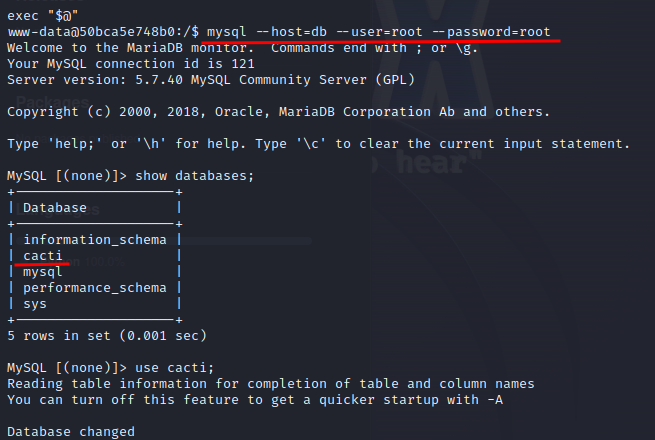 exec "$@"
www-data@50bca5e748b0:/$ mysql --host=db --user=root --password=root
Welcome to the MariaDB monitor.  Commands end with ; or \g.
Your MySQL connection id is 121
Server version: 5.7.40 MySQL Community Server (GPL)
Copyright (c) 2000, 2018, Oracle, MariaDB Corporation Ab and others.
Type 'help;' or '\h' for help. Type '\c' to clear the current input statement.
MySQL [(none)]> show databases;
+--------------------+
| Database           |
+--------------------+
| information_schema |
| cacti              |
| mysql              |
| performance_schema |
| sys                |
+--------------------+
5 rows in set (0.001 sec)
MySQL [(none)]> use cacti;
Reading table information for completion of table and column names
You can turn off this feature to get a quicker startup with -A
Database changed